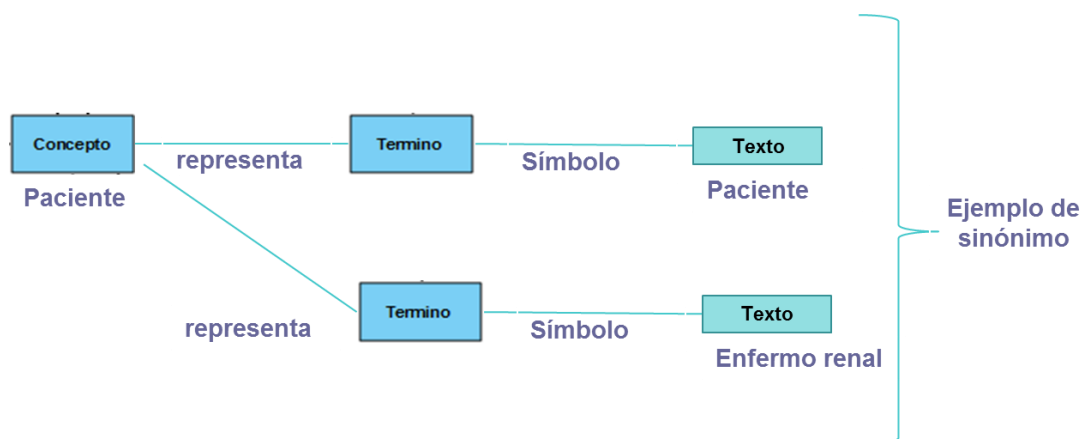 Concepto
representa
Termino
Símbolo
Texto
Paciente
Paciente
Ejemplo de
sinónimo
representa
Termino
Símbolo
Texto
Enfermo renal